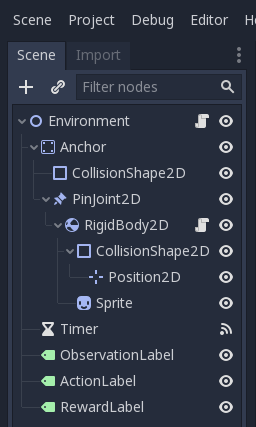 Scene Project Debug Editor
Scene Import
Filter nodes
Environment
Anchor
CollisionShape2D
PinJoint2D
RigidBody2D
CollisionShape2D
Position2D
Sprite
Timer
ObservationLabel
ActionLabel
RewardLabel